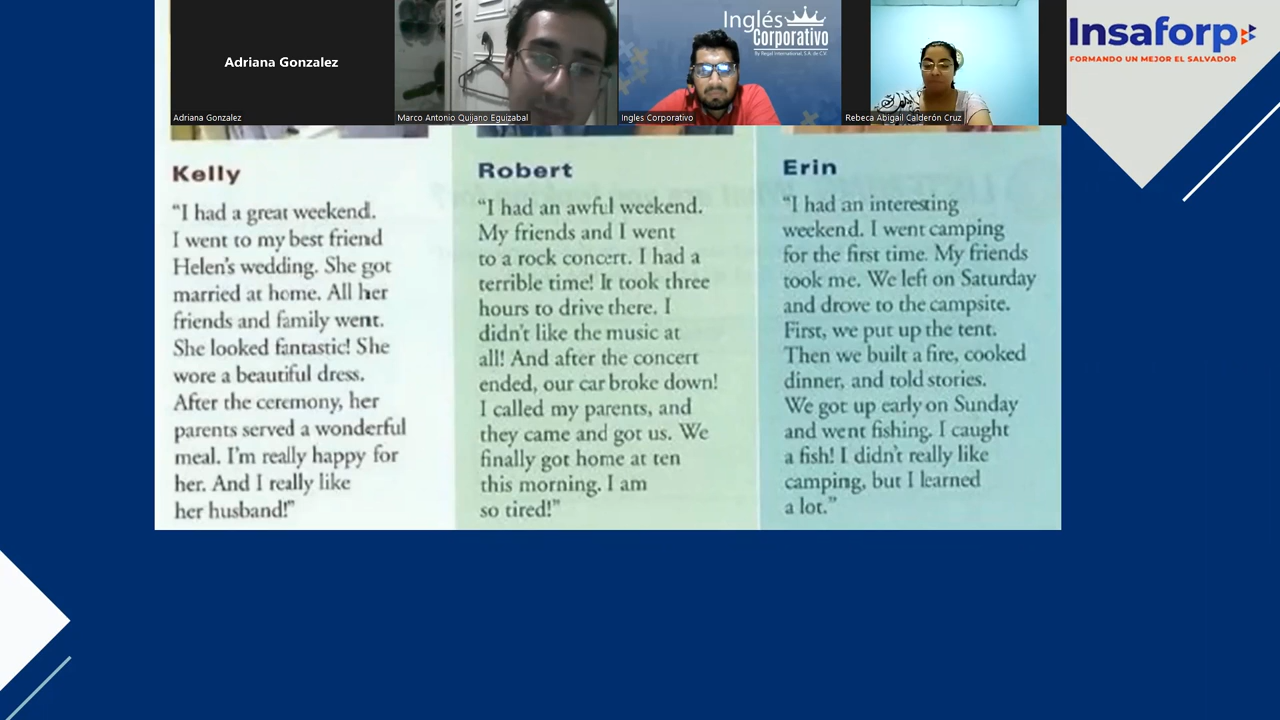 Adriana Gonzalez
Adriana Gonzalez
Marco Antonio Quijano Eguizabal
Inglés
Corporativo
By Regal International, S.A. de C.V.
Ingles Corporativo
Rebeca Abigail Calderón Cruz
Insaforp
FORMANDO UN MEJOR EL SALVADOR
Kelly
“I had a great weekend.
I went to my best friend
Helen's wedding. She got
married at home. All her
friends and family went.
She looked fantastic! She
wore a beautiful dress.
After the ceremony, her
parents served a wonderful
meal. I'm really happy for
her. And I really like
her husband!”
Robert
“I had an awful weekend.
My friends and I went
to a rock concert. I had a
terrible time! It took three
hours to drive there. I
didn't like the music at
all! And after the concert
ended, our car broke down!
I called my parents, and
they came and got us. We
finally got home at ten
this morning. I am
so tired!”
Erin
“I had an interesting
weekend. I went camping
for the first time. My friends
took me. We left on Saturday
and drove to the campsite.
First, we put up the tent.
Then we built a fire, cooked
dinner, and told stories.
We got up early on Sunday
and went fishing. I caught
a fish! I didn't really like
camping, but I learned
a lot.”